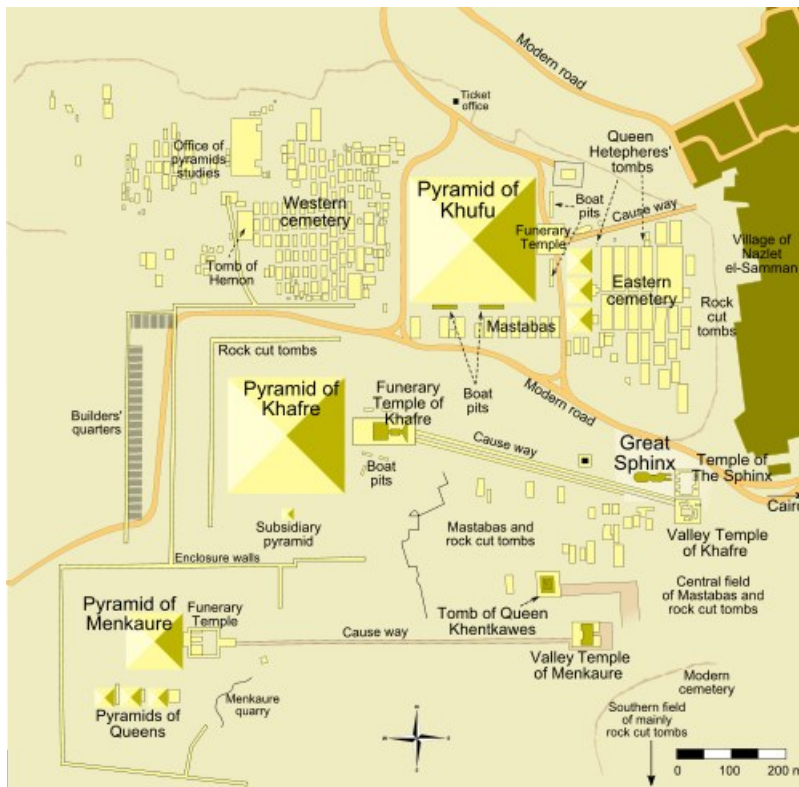 Modern road
Ticket
office
Queen
Hetepheres'
tombs
Office of
pyramids
studies
Pyramid of
Khufu
Boat
pits
Western
cemetery
Cause way
Funerary
Temple
Village of
Nazlet
el-Samman
Tomb of
Hemon
Eastern
cemetery
Rock
cut
tombs
Mastabas
Rock cut tombs
Pyramid of
Khafre
Funerary
Temple of
Khafre
Boat
pits
Modern road
Builders'
quarters
Cause way
Great
Sphinx
Temple of
The Sphinx
Boat
pits
Cairo
Subsidiary
pyramid
Mastabas and
rock cut tombs
Valley Temple
of Khafre
Enclosure walls
Central field
of Mastabas and
rock cut tombs
Pyramid of
Menkaure
Funerary
Temple
Tomb of Queen
Khentkawes
Cause way
Valley Temple
of Menkaure
Modern
cemetery
Menkaure
quarry
Pyramids of
Queens
Southern field
of mainly
rock cut tombs
0 100 200 m